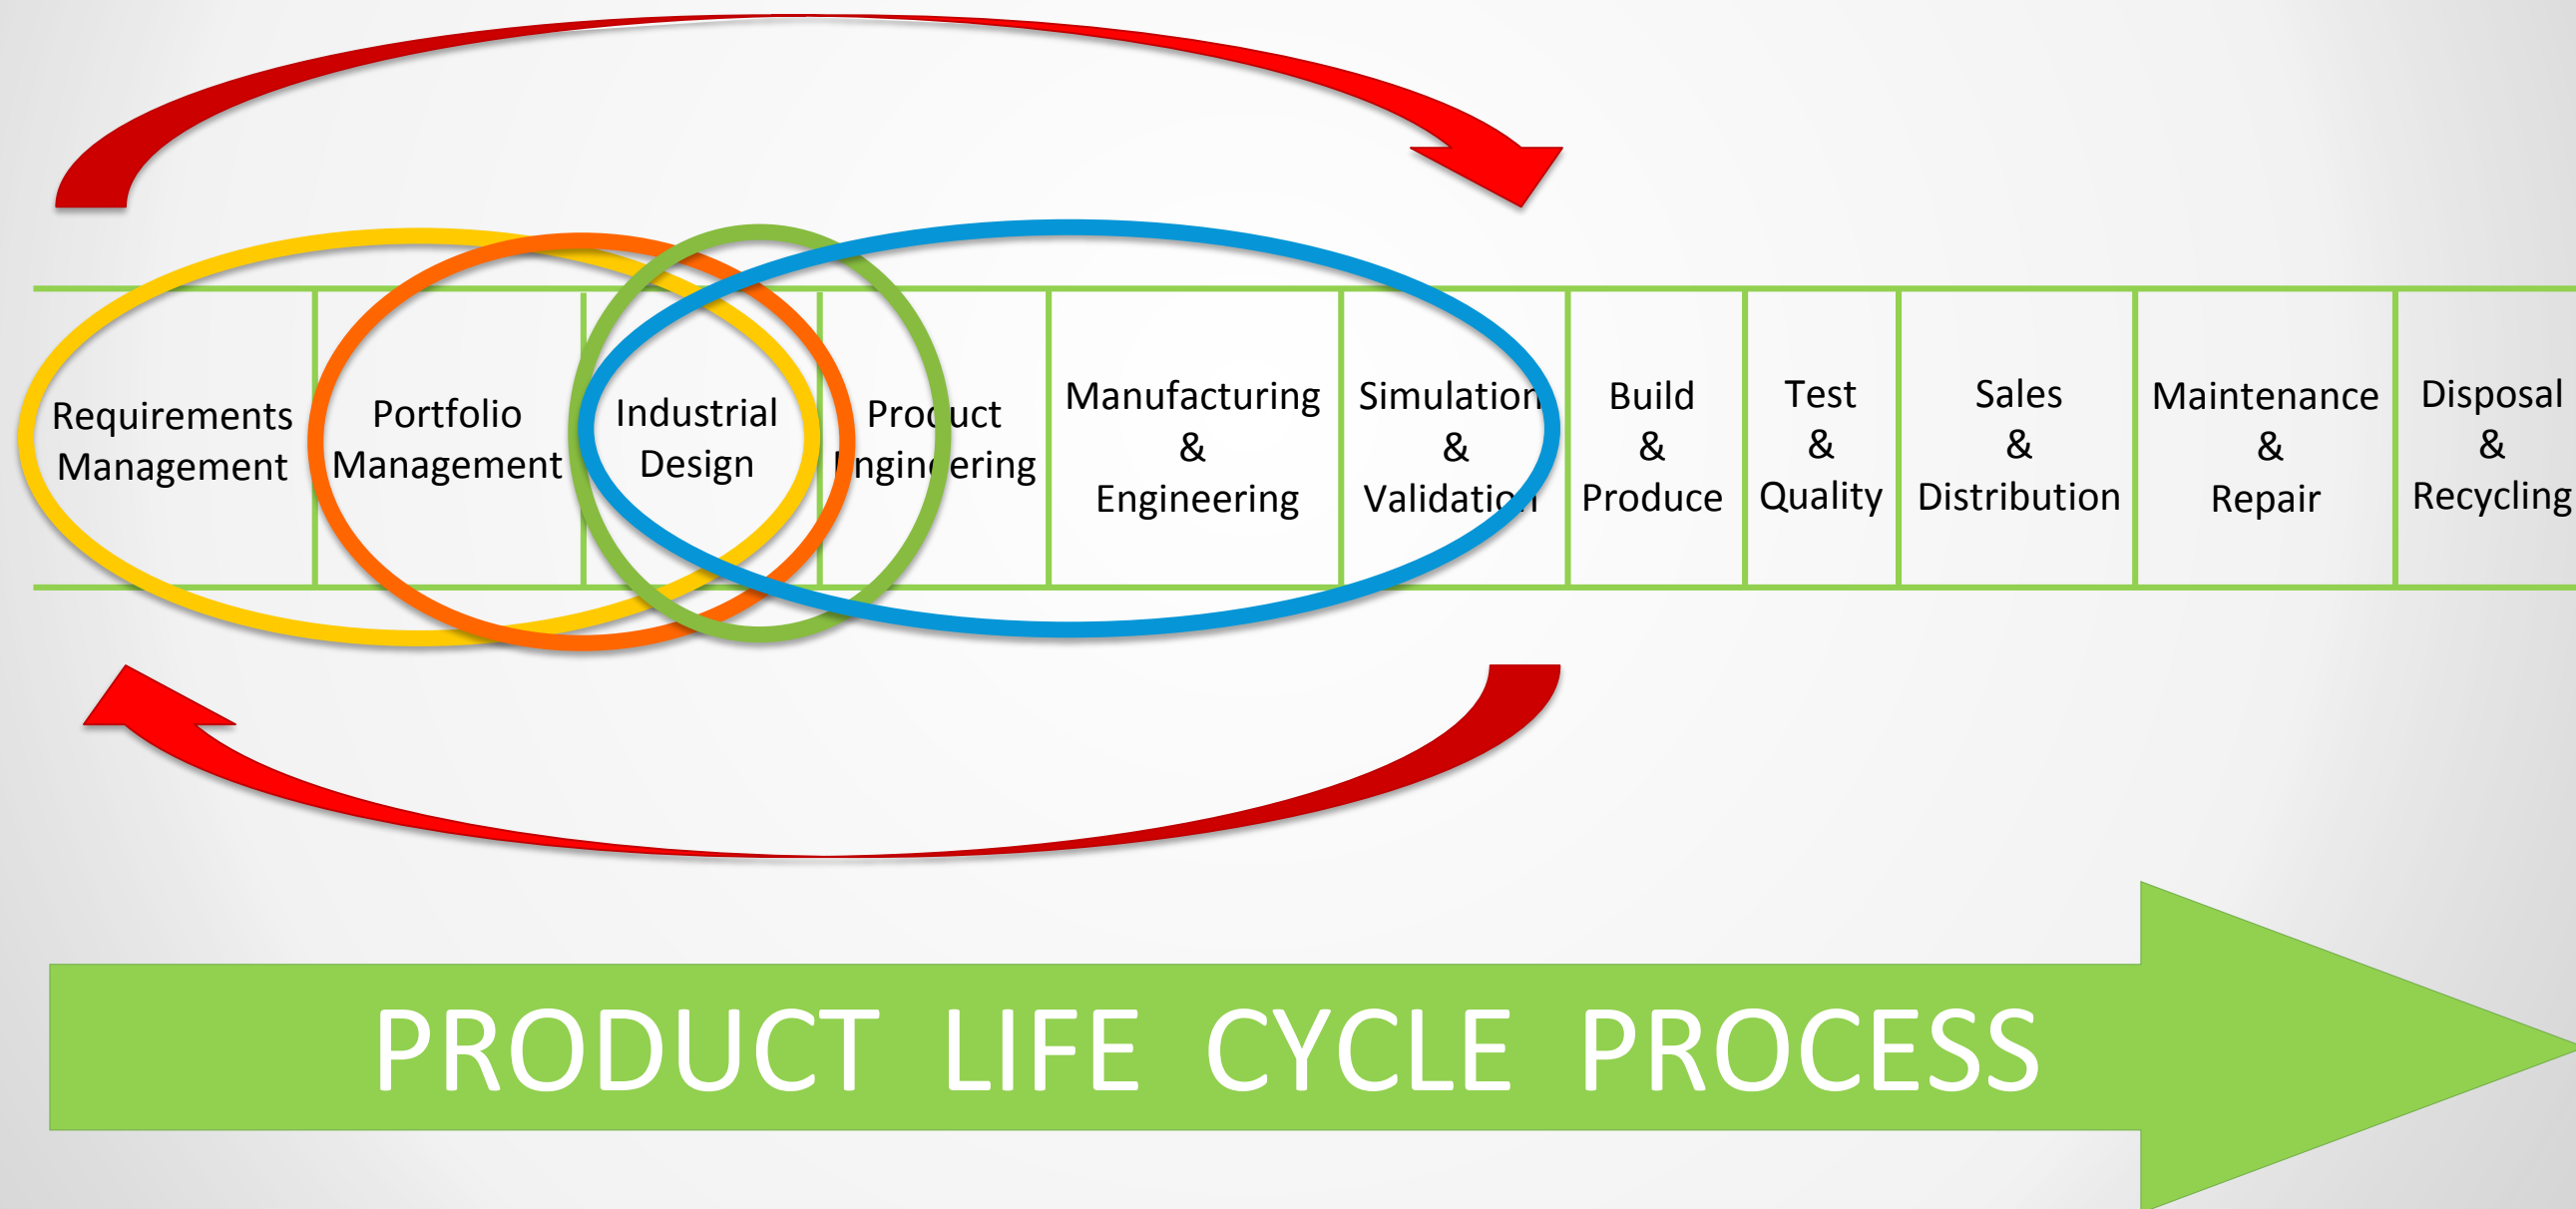 Requirements
Management
Portfolio
Management
Industrial
Design
Product
Engineering
Manufacturing
&
Engineering
Simulation
&
Validation
Build
&
Produce
Test
&
Quality
Sales
&
Distribution
Maintenance
&
Repair
Disposal
&
Recycling
PRODUCT LIFE CYCLE PROCESS